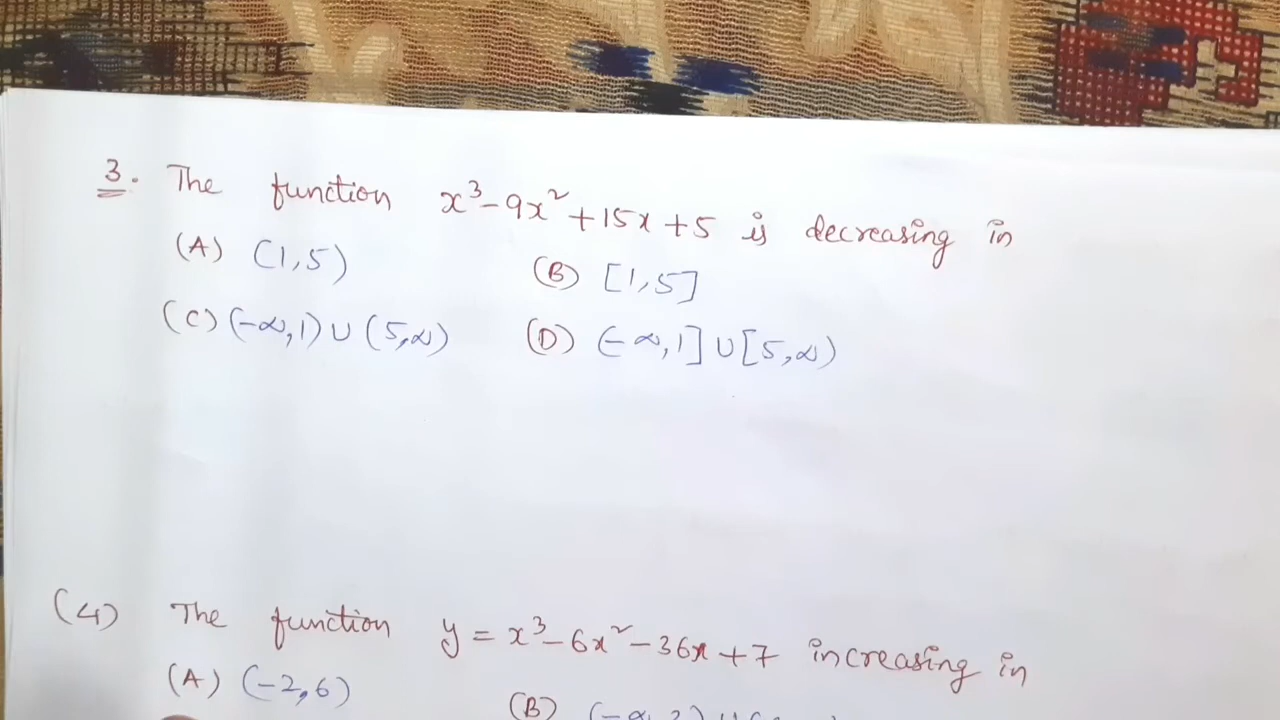 3. The function x³-9x²+15x+5 is decreasing in
(A) (1,5) (B) [1,5]
(C) (-∞,1) ∪ (5,∞) (D) (-∞,1] ∪ [5,∞)
(4) The function y = x³-6x²-36x+7 increasing in
(A) (-2,6) (B)